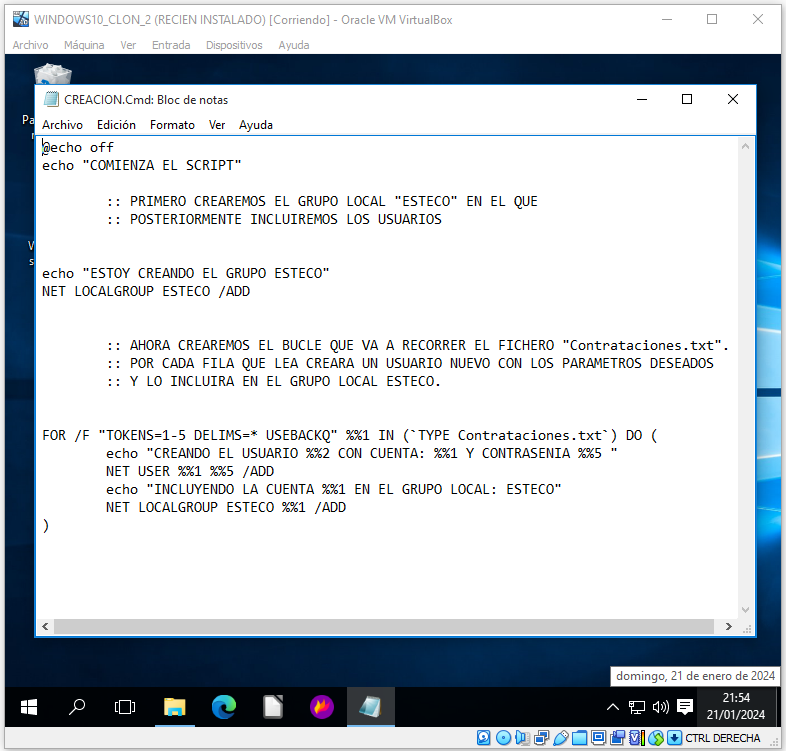 WINDOWS10_CLON_2 (RECIEN INSTALADO) [Corriendo] - Oracle VM VirtualBox
Archivo Máquina Ver Entrada Dispositivos Ayuda
CREACION.Cmd: Bloc de notas
Archivo Edición Formato Ver Ayuda
@echo off
echo "COMIENZA EL SCRIPT"
:: PRIMERO CREAREMOS EL GRUPO LOCAL "ESTECO" EN EL QUE
:: POSTERIORMENTE INCLUIREMOS LOS USUARIOS
echo "ESTOY CREANDO EL GRUPO ESTECO"
NET LOCALGROUP ESTECO /ADD
:: AHORA CREAREMOS EL BUCLE QUE VA A RECORRER EL FICHERO "Contrataciones.txt".
:: POR CADA FILA QUE LEA CREARA UN USUARIO NUEVO CON LOS PARAMETROS DESEADOS
:: Y LO INCLUIRA EN EL GRUPO LOCAL ESTECO.
FOR /F "TOKENS=1-5 DELIMS=* USEBACKQ" %%1 IN (`TYPE Contrataciones.txt`) DO (
echo "CREANDO EL USUARIO %%2 CON CUENTA: %%1 Y CONTRASENIA %%5 "
NET USER %%1 %%5 /ADD
echo "INCLUYENDO LA CUENTA %%1 EN EL GRUPO LOCAL: ESTECO"
NET LOCALGROUP ESTECO %%1 /ADD
)
domingo, 21 de enero de 2024
21:54
21/01/2024
CTRL DERECHA